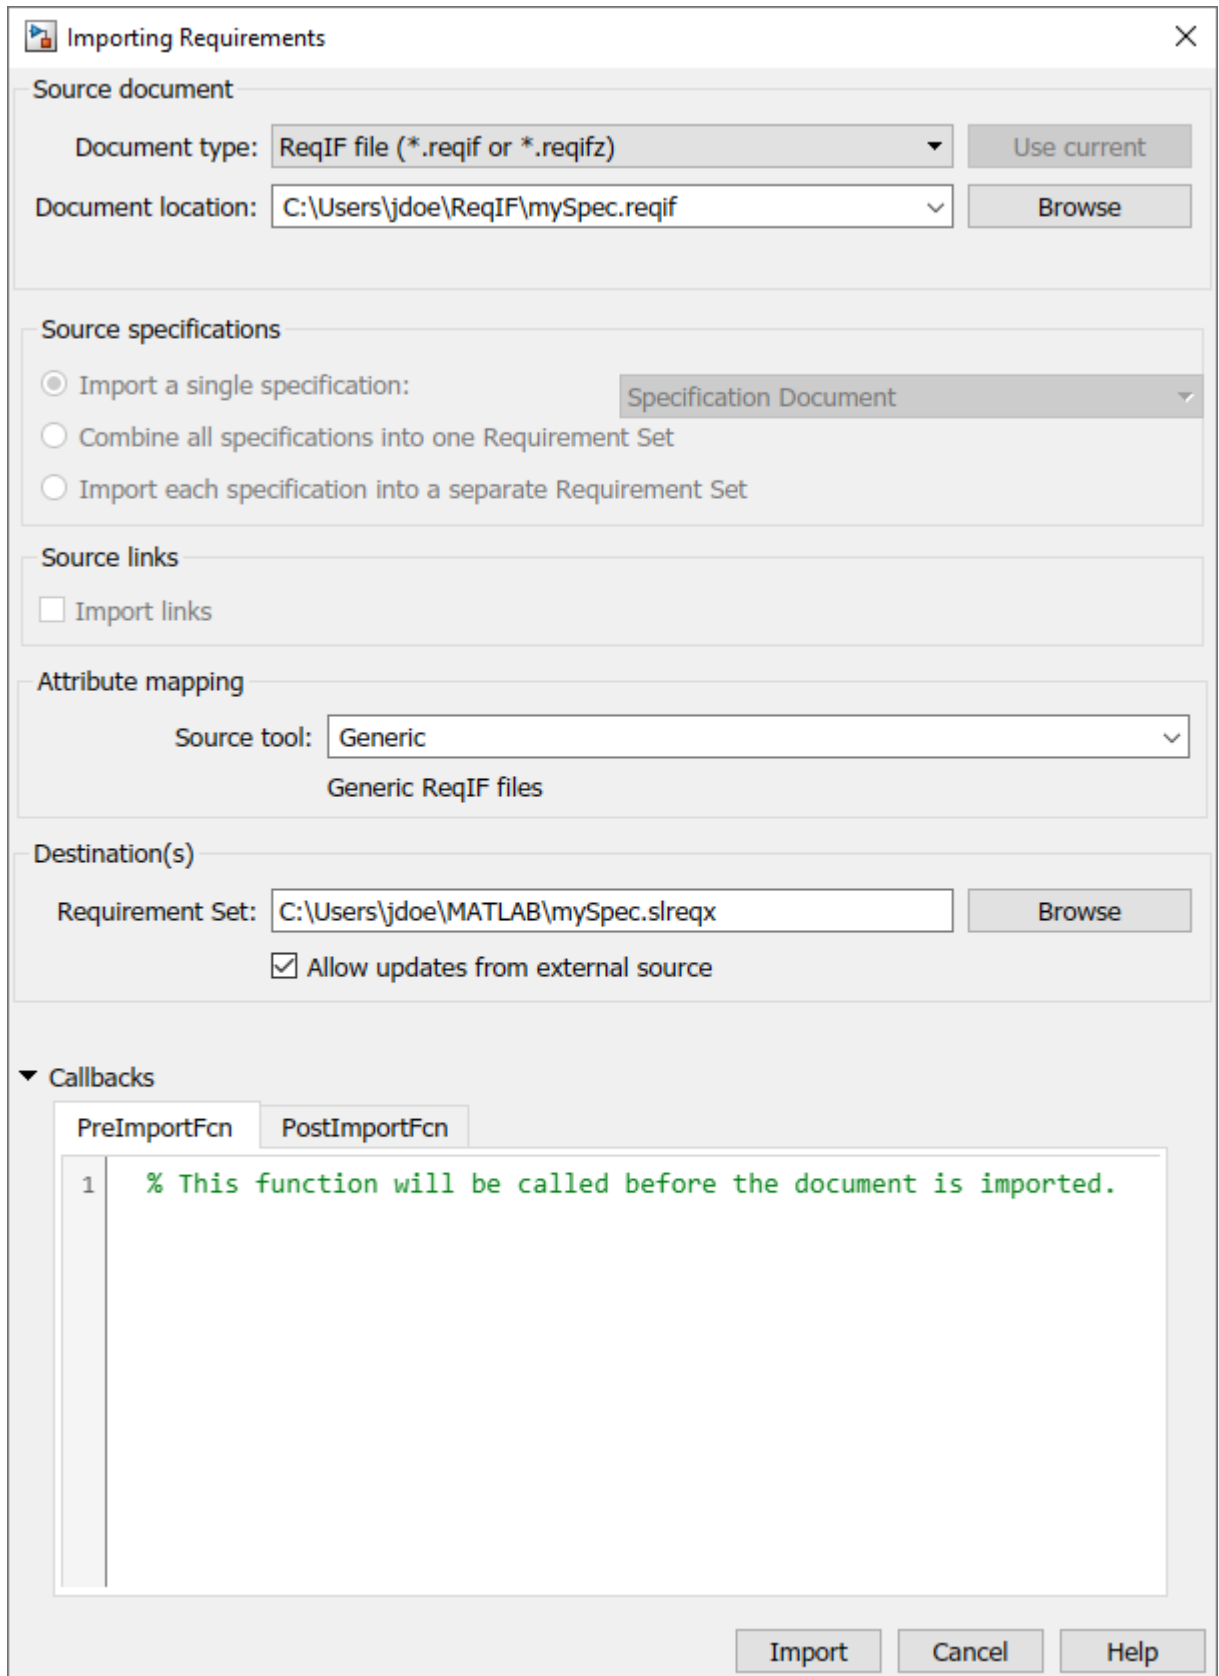 Importing Requirements
Source document
Document type: ReqIF file (*.reqif or *.reqifz) Use current
Document location: C:\Users\jdoe\ReqIF\mySpec.reqif Browse
Source specifications
Import a single specification: Specification Document
Combine all specifications into one Requirement Set
Import each specification into a separate Requirement Set
Source links
Import links
Attribute mapping
Source tool: Generic
Generic ReqIF files
Destination(s)
Requirement Set: C:\Users\jdoe\MATLAB\mySpec.slreqx Browse
Allow updates from external source
Callbacks
PreImportFcn PostImportFcn
1 % This function will be called before the document is imported.
Import Cancel Help